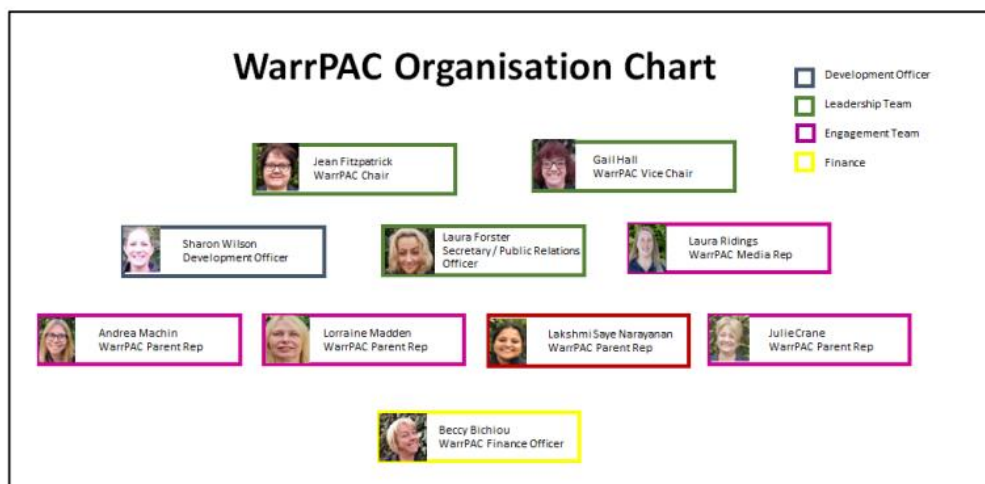 WarrPAC Organisation Chart
Development Officer
Leadership Team
Engagement Team
Finance
Jean Fitzpatrick
WarrPAC Chair
Gail Hall
WarrPAC Vice Chair
Sharon Wilson
Development Officer
Laura Forster
Secretary / Public Relations
Officer
Laura Ridings
WarrPAC Media Rep
Andrea Machin
WarrPAC Parent Rep
Lorraine Madden
WarrPAC Parent Rep
Lakshmi Saye Narayanan
WarrPAC Parent Rep
Julie Crane
WarrPAC Parent Rep
Beccy Bichiou
WarrPAC Finance Officer